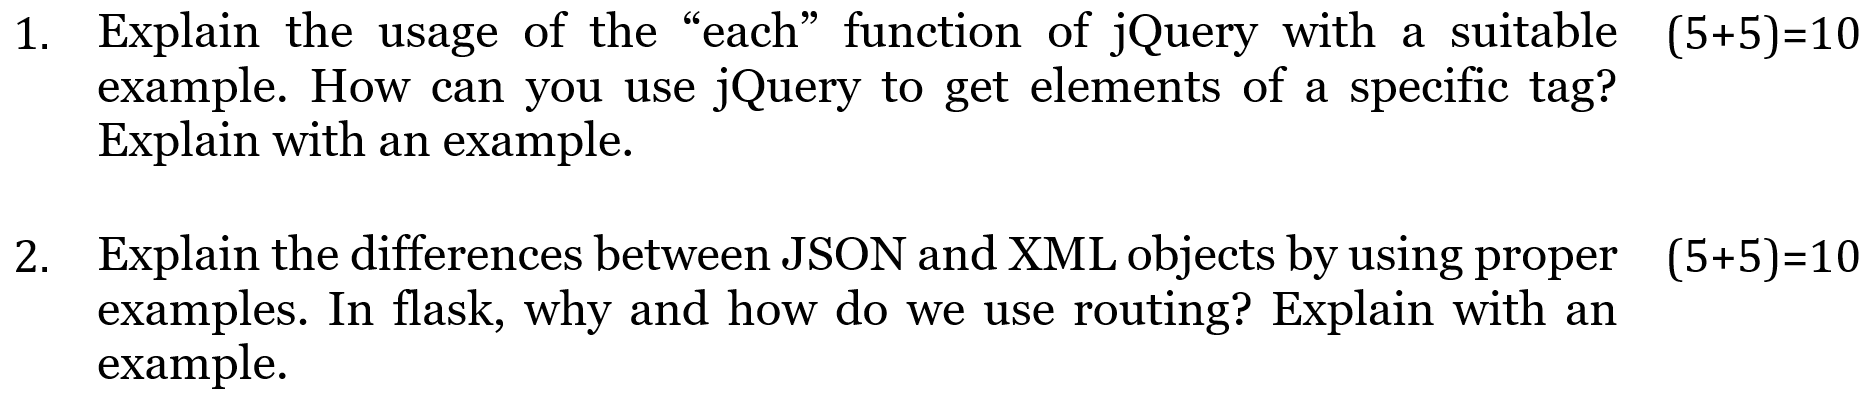 1. Explain the usage of the “each” function of jQuery with a suitable (5+5)=10
example. How can you use jQuery to get elements of a specific tag?
Explain with an example.
2. Explain the differences between JSON and XML objects by using proper (5+5)=10
examples. In flask, why and how do we use routing? Explain with an
example.